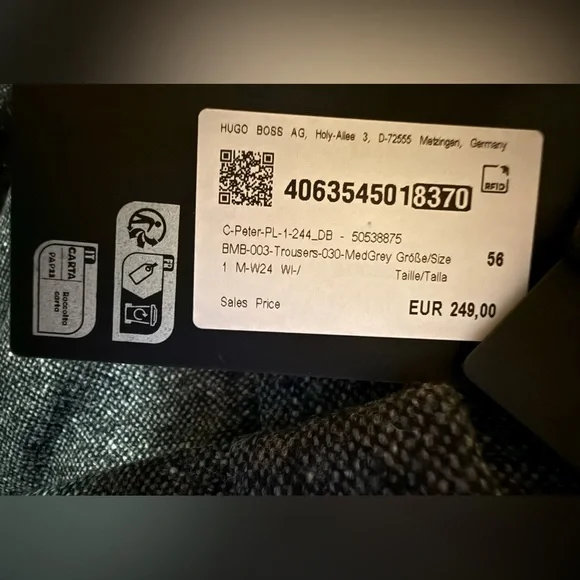 HUGO BOSS AG, Holy-Allee 3, D-72555 Metzingen, Germany
4063545018370
RFID
C-Peter-PL-1-244_DB - 50538875
BMB-003-Trousers-030-MedGrey Größe/Size 56
1 M-W24 WI-/ Taille/Talla
Sales Price EUR 249,00
FR
IT
CARTA
PAP22
Raccolta
carta